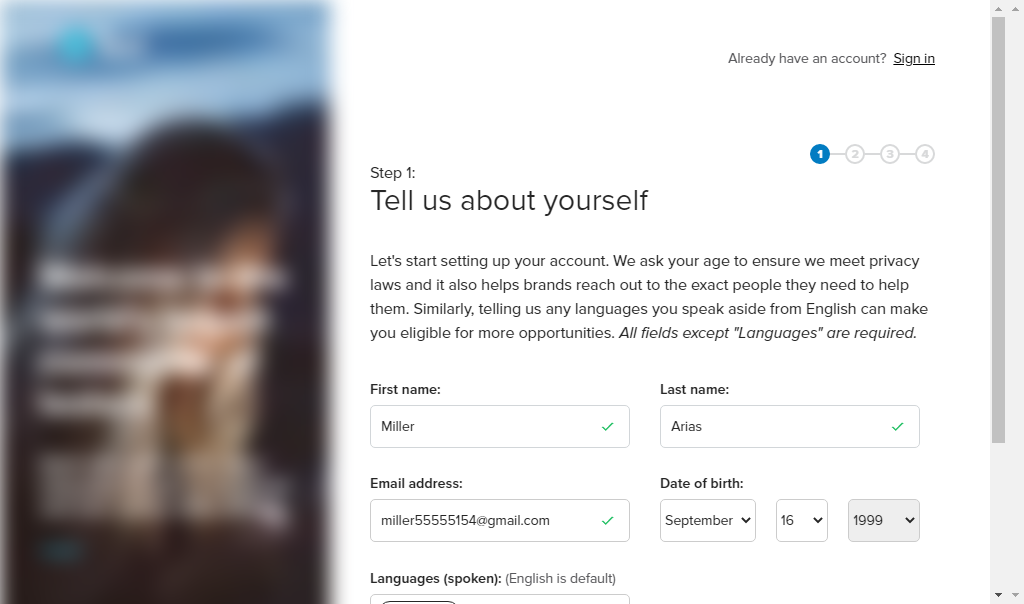 Already have an account? Sign in
1 2 3 4
Step 1:
Tell us about yourself
Let's start setting up your account. We ask your age to ensure we meet privacy
laws and it also helps brands reach out to the exact people they need to help
them. Similarly, telling us any languages you speak aside from English can make
you eligible for more opportunities. All fields except "Languages" are required.
First name: Last name:
Miller Arias
Email address: Date of birth:
miller55555154@gmail.com September 16 1999
Languages (spoken): (English is default)